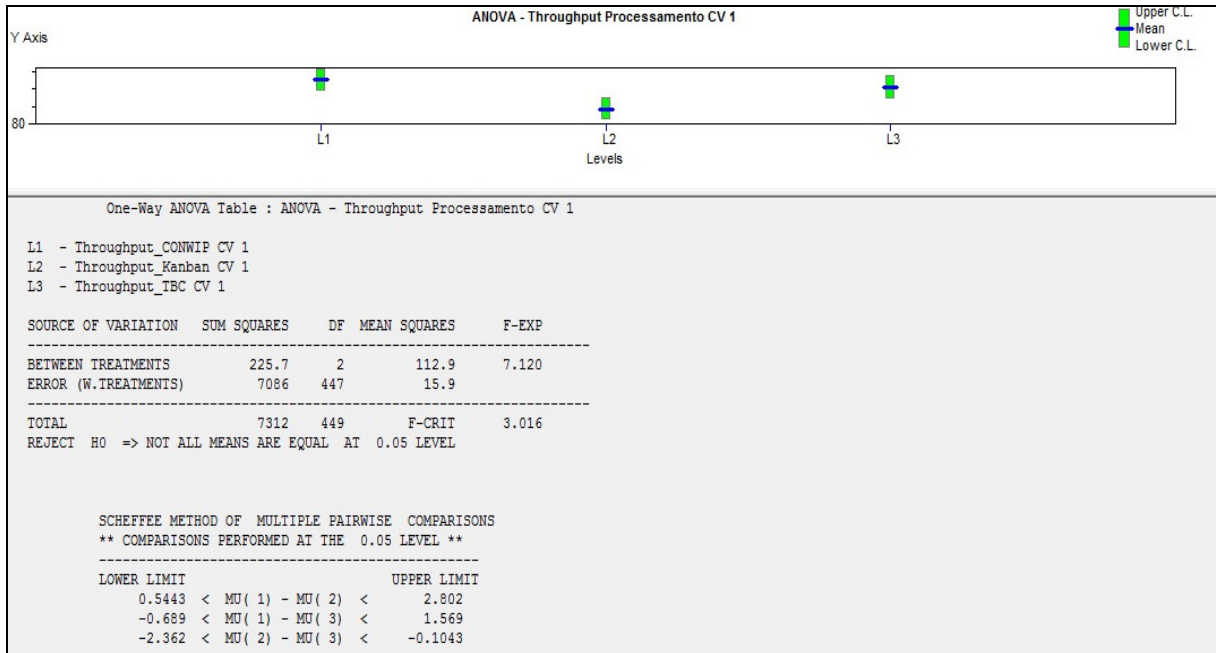 ANOVA - Throughput Processamento CV 1
Upper C.L.
Mean
Lower C.L.
Y Axis
80
L1 L2 L3
Levels
One-Way ANOVA Table : ANOVA - Throughput Processamento CV 1
L1 - Throughput_CONWIP CV 1
L2 - Throughput_Kanban CV 1
L3 - Throughput_TBC CV 1
SOURCE OF VARIATION SUM SQUARES DF MEAN SQUARES F-EXP
BETWEEN TREATMENTS 225.7 2 112.9 7.120
ERROR (W.TREATMENTS) 7086 447 15.9
TOTAL 7312 449 F-CRIT 3.016
REJECT H0 => NOT ALL MEANS ARE EQUAL AT 0.05 LEVEL
SCHEFFEE METHOD OF MULTIPLE PAIRWISE COMPARISONS
** COMPARISONS PERFORMED AT THE 0.05 LEVEL **
LOWER LIMIT UPPER LIMIT
0.5443 < MU( 1) - MU( 2) < 2.802
-0.689 < MU( 1) - MU( 3) < 1.569
-2.362 < MU( 2) - MU( 3) < -0.1043